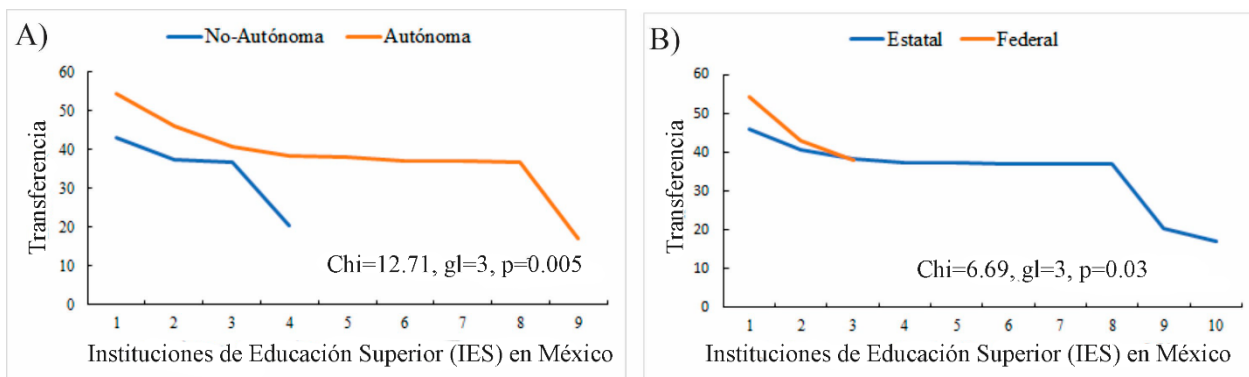 A)
No-Autónoma
Autónoma
Transferencia
60
50
40
30
20
10
0
Chi=12.71, gl=3, p=0.005
1 2 3 4 5 6 7 8 9
Instituciones de Educación Superior (IES) en México
B)
Estatal
Federal
Transferencia
60
50
40
30
20
10
0
Chi=6.69, gl=3, p=0.03
1 2 3 4 5 6 7 8 9 10
Instituciones de Educación Superior (IES) en México